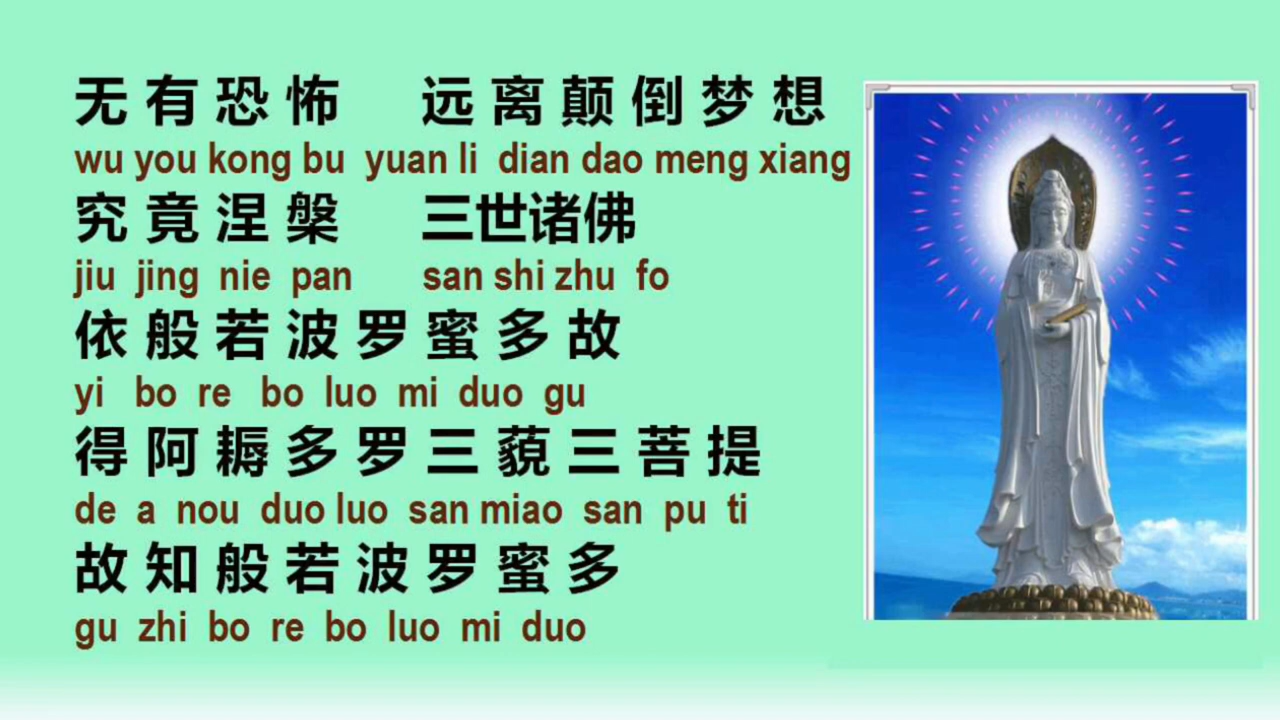 无有恐怖 远离颠倒梦想
wu you kong bu yuan li dian dao meng xiang
究竟涅槃 三世诸佛
jiu jing nie pan san shi zhu fo
依般若波罗蜜多故
yi bo re bo luo mi duo gu
得阿耨多罗三藐三菩提
de a nou duo luo san miao san pu ti
故知般若波罗蜜多
gu zhi bo re bo luo mi duo